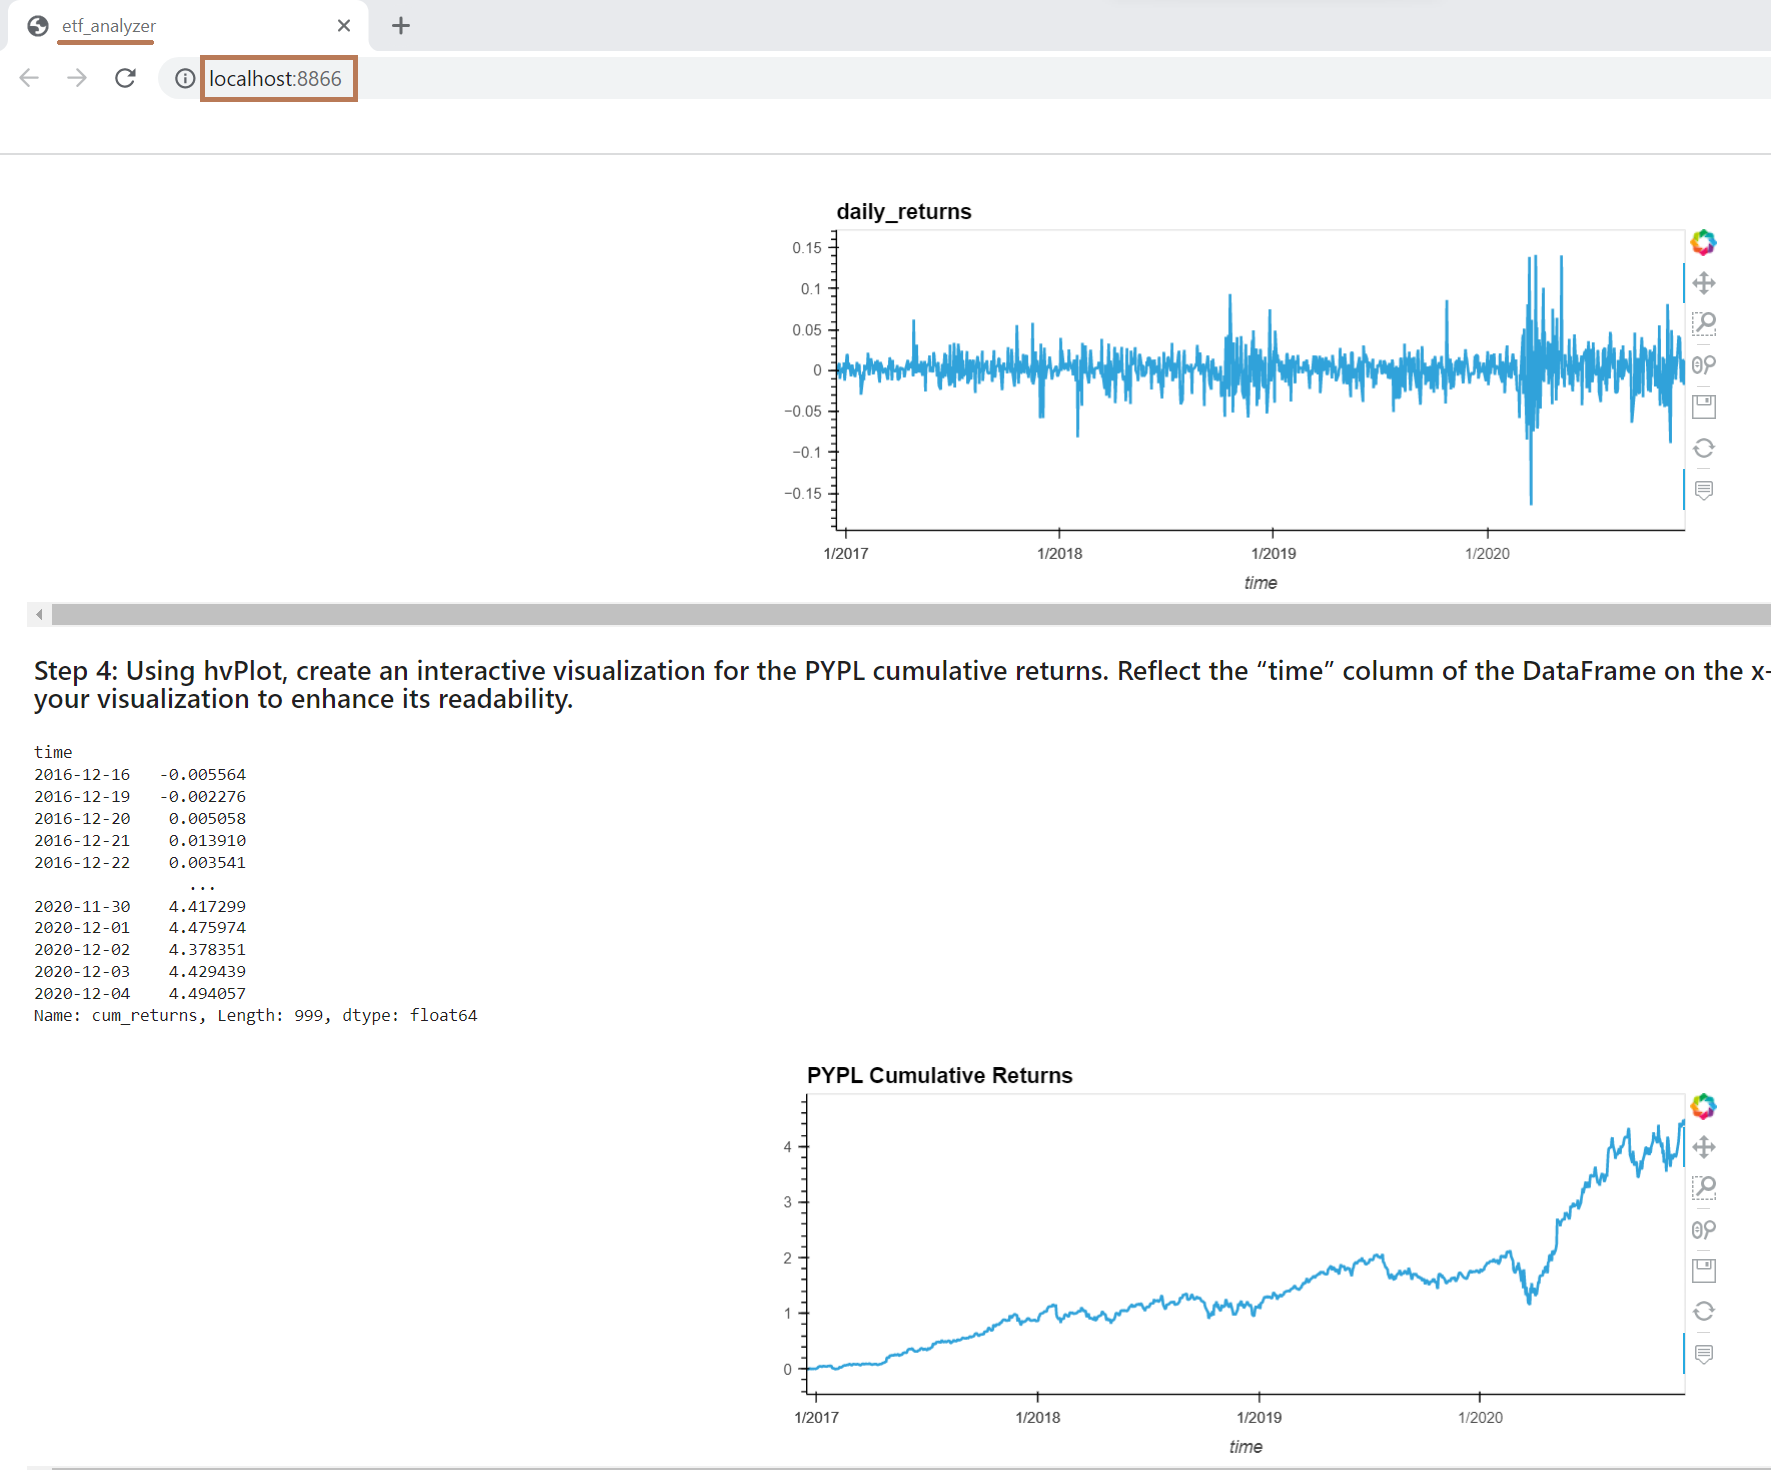 etf_analyzer
localhost:8866
daily_returns
0.15
0.1
0.05
0
−0.05
−0.1
−0.15
1/2017 1/2018 1/2019 1/2020
time
Step 4: Using hvPlot, create an interactive visualization for the PYPL cumulative returns. Reflect the “time” column of the DataFrame on the x-
your visualization to enhance its readability.
time
2016-12-16 -0.005564
2016-12-19 -0.002276
2016-12-20 0.005058
2016-12-21 0.013910
2016-12-22 0.003541
...
2020-11-30 4.417299
2020-12-01 4.475974
2020-12-02 4.378351
2020-12-03 4.429439
2020-12-04 4.494057
Name: cum_returns, Length: 999, dtype: float64
PYPL Cumulative Returns
4
3
2
1
0
1/2017 1/2018 1/2019 1/2020
time